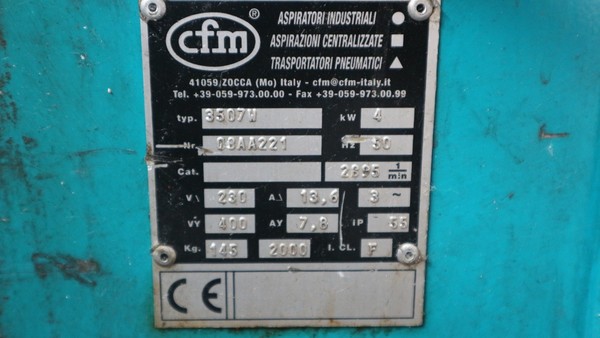 cfm®
ASPIRATORI INDUSTRIALI
ASPIRAZIONI CENTRALIZZATE
TRASPORTATORI PNEUMATICI
41059 ZOCCA (Mo) Italy - cfm@cfm-italy.it
Tel. +39-059-973.00.00 - Fax +39-059-973.00.99
typ. 3507W kW 4
Nr. 08AA221 Hz 50
Cat. 2895 1/min
V\ 230 A∆ 13,6 3 ~
VY 400 AY 7,8 IP 55
Kg. 145 2000 I. CL. F
CE